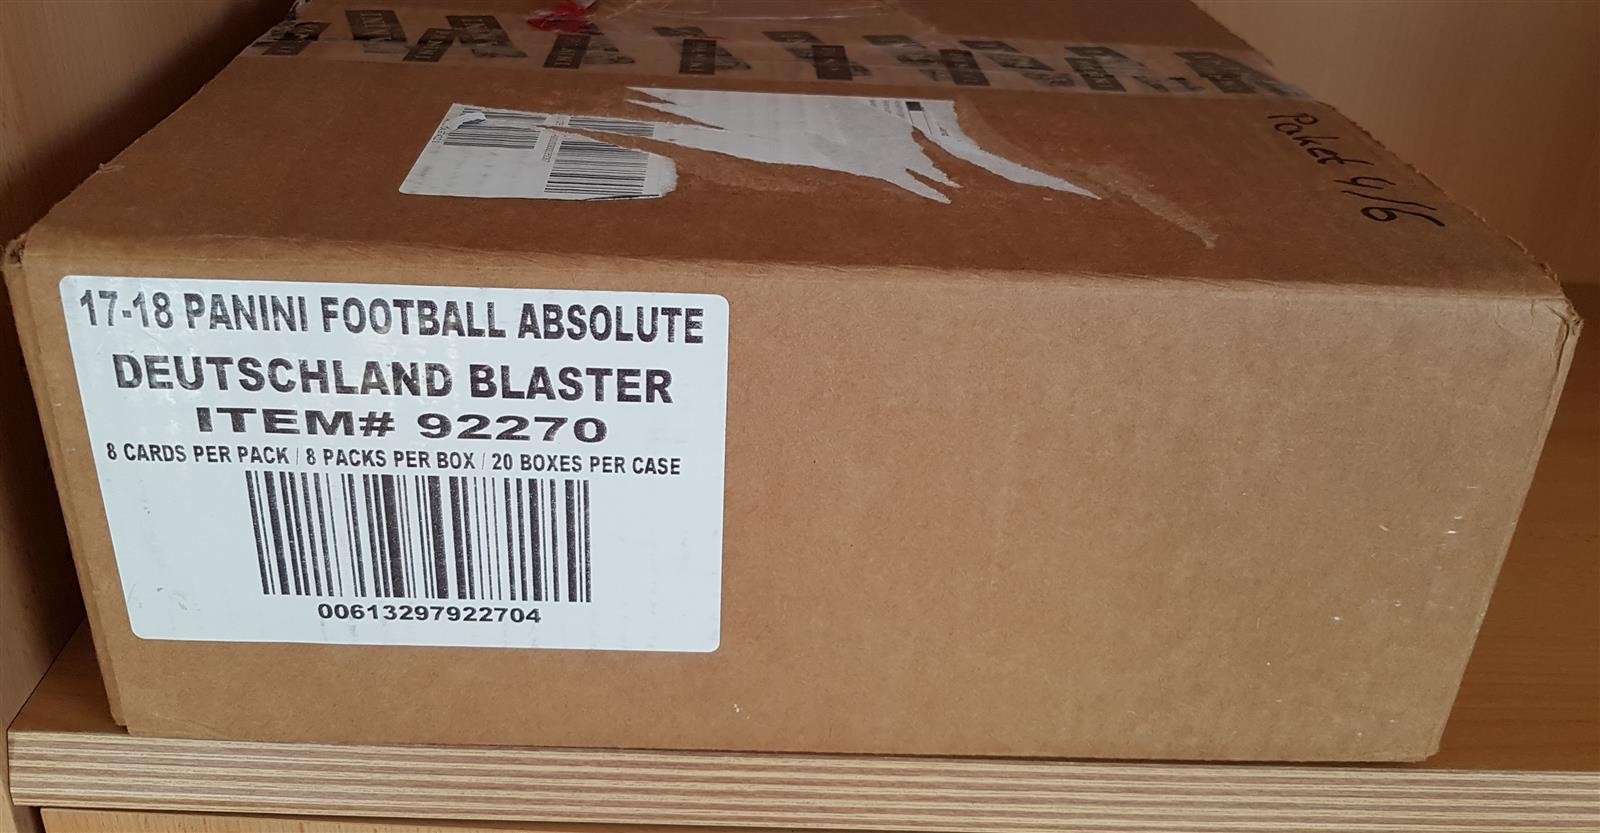 Paket 4/6
17-18 PANINI FOOTBALL ABSOLUTE
DEUTSCHLAND BLASTER
ITEM# 92270
8 CARDS PER PACK / 8 PACKS PER BOX / 20 BOXES PER CASE
00613297922704